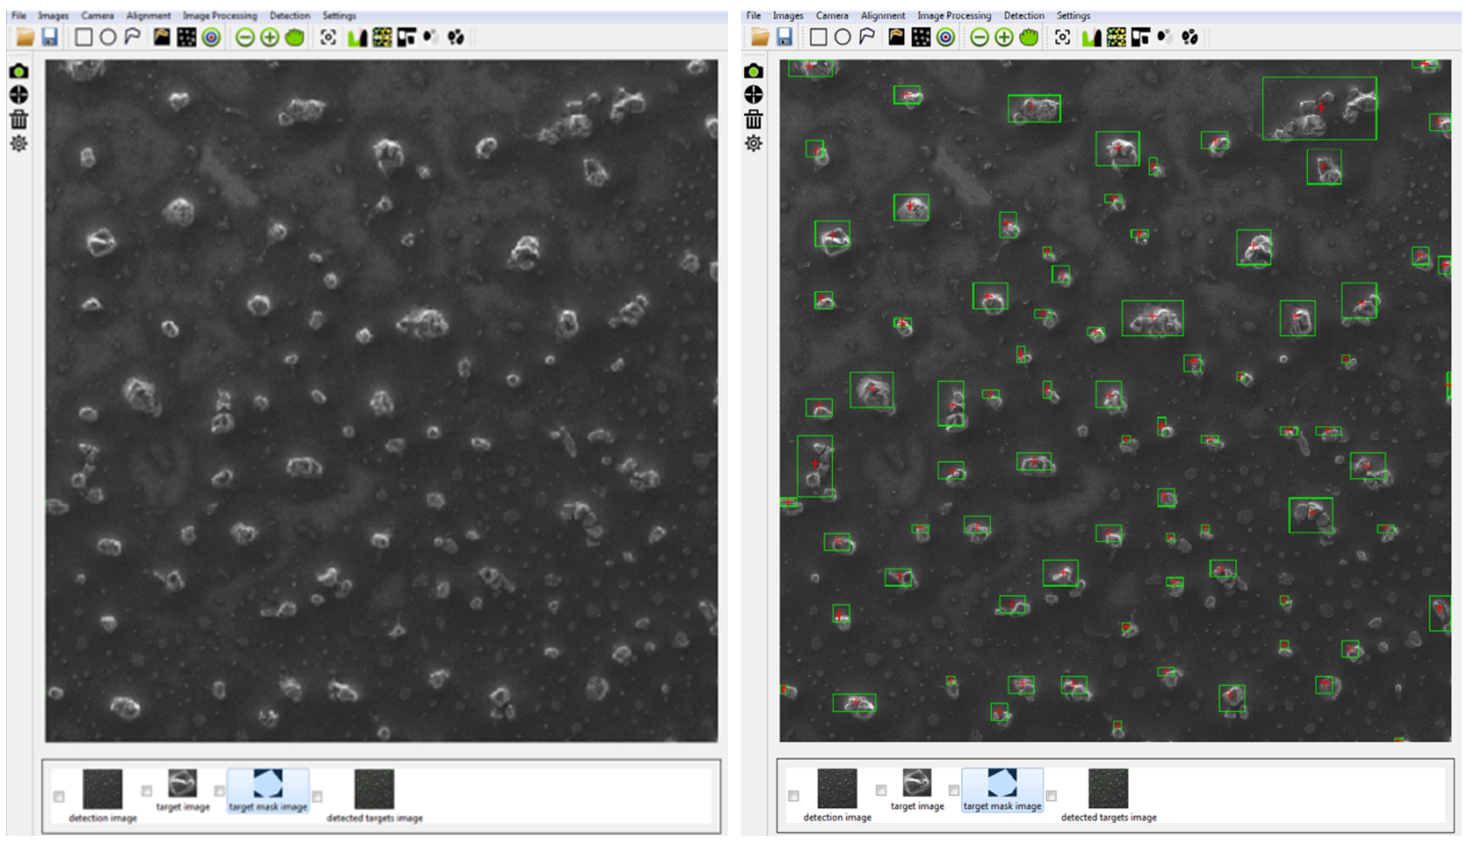 File Images Camera Alignment Image Processing Detection Settings
detection image target image target mask image detected targets image
File Images Camera Alignment Image Processing Detection Settings
detection image target image target mask image detected targets image